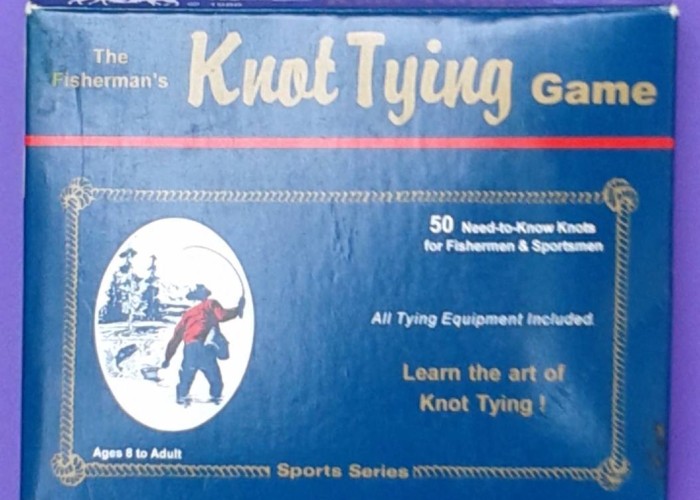 © 1988
The
Fisherman's
Knot Tying Game
50 Need-to-Know Knots
for Fishermen & Sportsmen
All Tying Equipment Included.
Learn the art of
Knot Tying !
Ages 8 to Adult
Sports Series